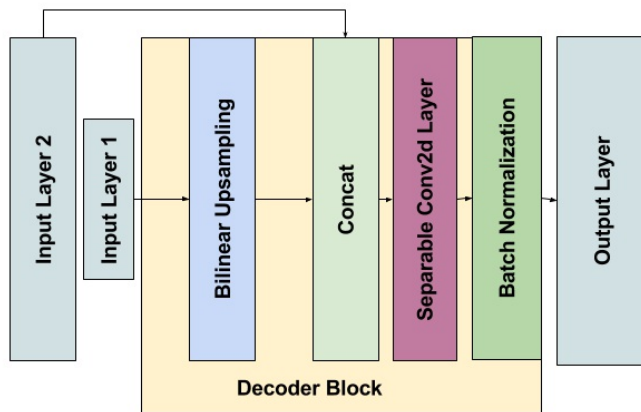 Input Layer 2
Input Layer 1
Bilinear Upsampling
Concat
Separable Conv2d Layer
Batch Normalization
Output Layer
Decoder Block